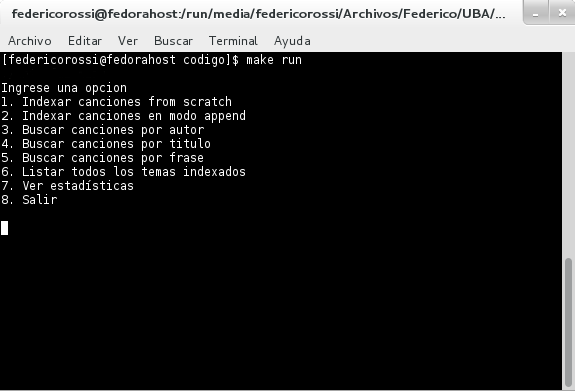 federicorossi@fedorahost:/run/media/federicorossi/Archivos/Federico/UBA/...
Archivo Editar Ver Buscar Terminal Ayuda
[federicorossi@fedorahost codigo]$ make run
Ingrese una opcion
1. Indexar canciones from scratch
2. Indexar canciones en modo append
3. Buscar canciones por autor
4. Buscar canciones por titulo
5. Buscar canciones por frase
6. Listar todos los temas indexados
7. Ver estadísticas
8. Salir